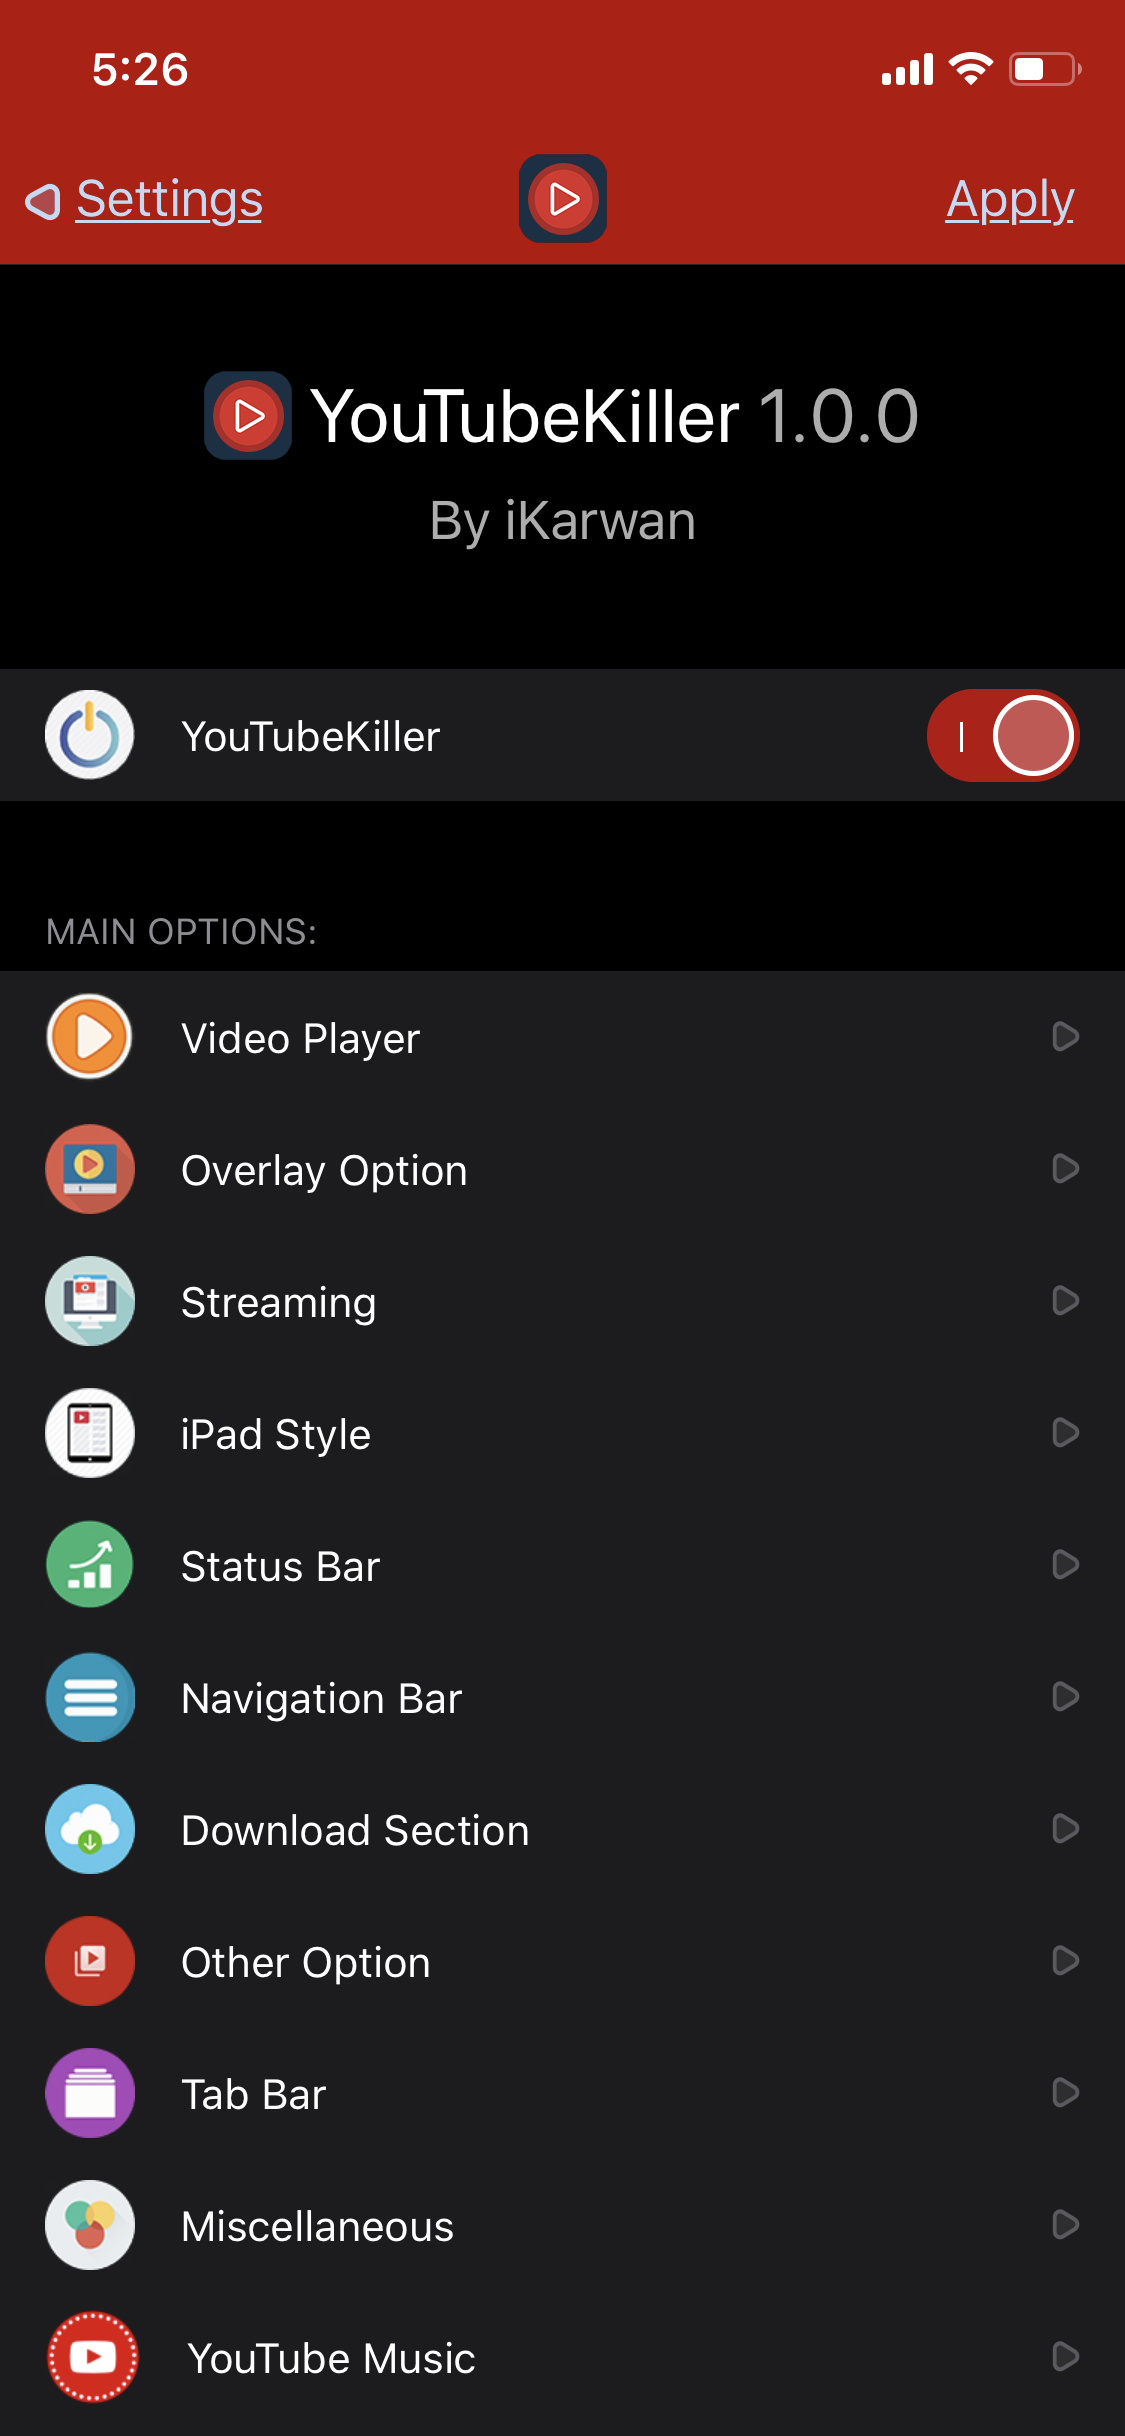 5:26
Settings
Apply
YouTubeKiller 1.0.0
By iKarwan
YouTubeKiller
MAIN OPTIONS:
Video Player
Overlay Option
Streaming
iPad Style
Status Bar
Navigation Bar
Download Section
Other Option
Tab Bar
Miscellaneous
YouTube Music